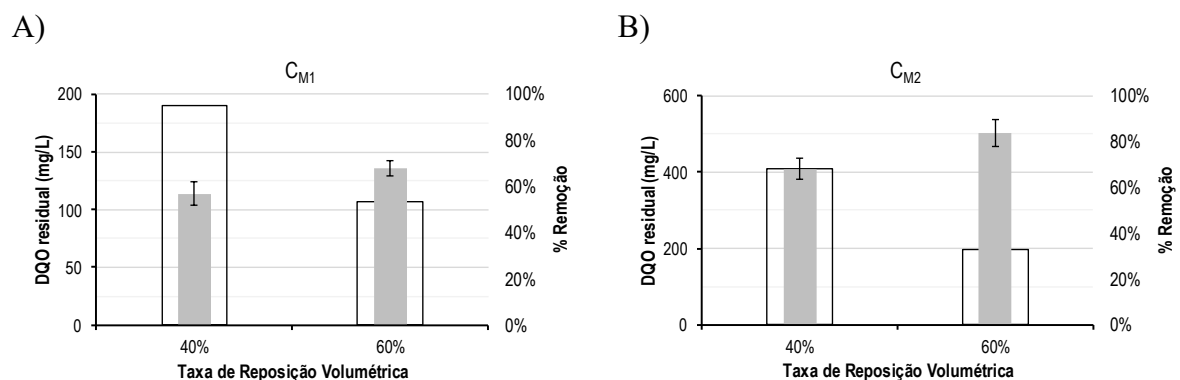 A)
C_M1
DQO residual (mg/L)
200
150
100
50
0
100%
80%
60%
40%
20%
0%
% Remoção
40%
60%
Taxa de Reposição Volumétrica
B)
C_M2
DQO residual (mg/L)
600
400
200
0
100%
80%
60%
40%
20%
0%
% Remoção
40%
60%
Taxa de Reposição Volumétrica